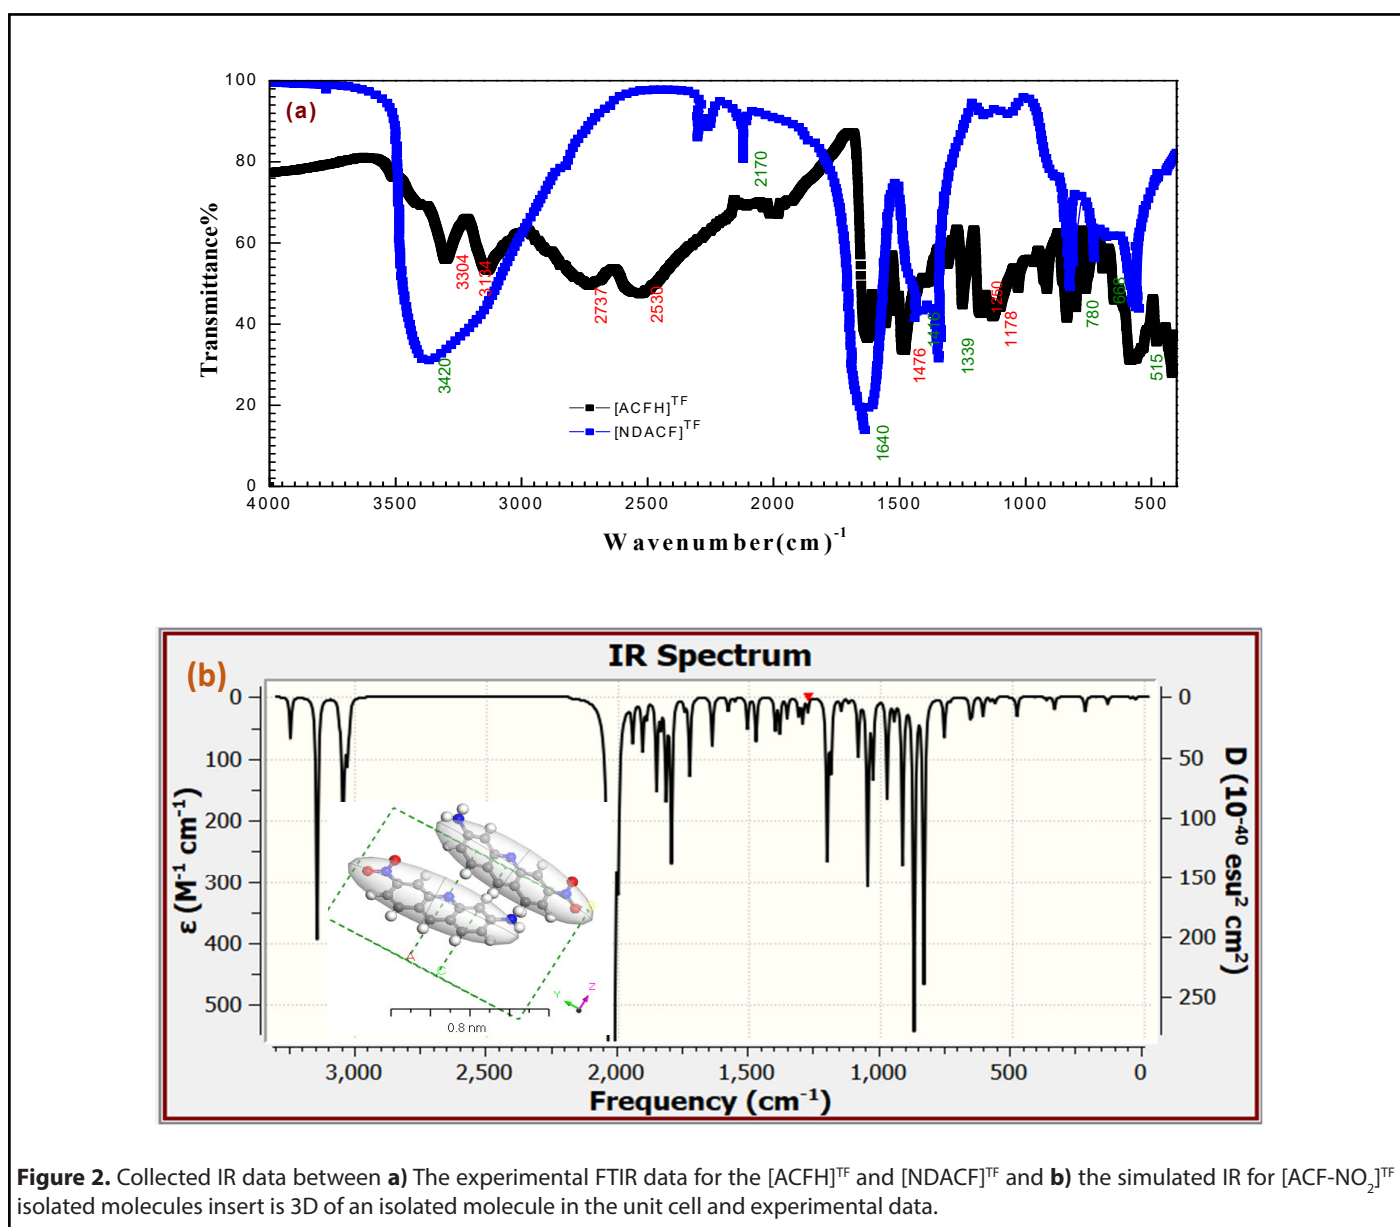 (a)
100
80
60
40
20
0
Transmittance%
3420
3304
3134
2737
2530
2170
1640
1476
1416
1339
1250
1178
780
668
515
[ACFH]TF
[NDACF]TF
4000 3500 3000 2500 2000 1500 1000 500
Wavenumber(cm)-1
(b)
IR Spectrum
0
100
200
300
400
500
ε (M-1 cm-1)
0
50
100
150
200
250
D (10-40 esu2 cm2)
A
C
0.8 nm
Y
Z
3,000 2,500 2,000 1,500 1,000 500 0
Frequency (cm-1)
Figure 2. Collected IR data between a) The experimental FTIR data for the [ACFH]TF and [NDACF]TF and b) the simulated IR for [ACF-NO2]TF
isolated molecules insert is 3D of an isolated molecule in the unit cell and experimental data.